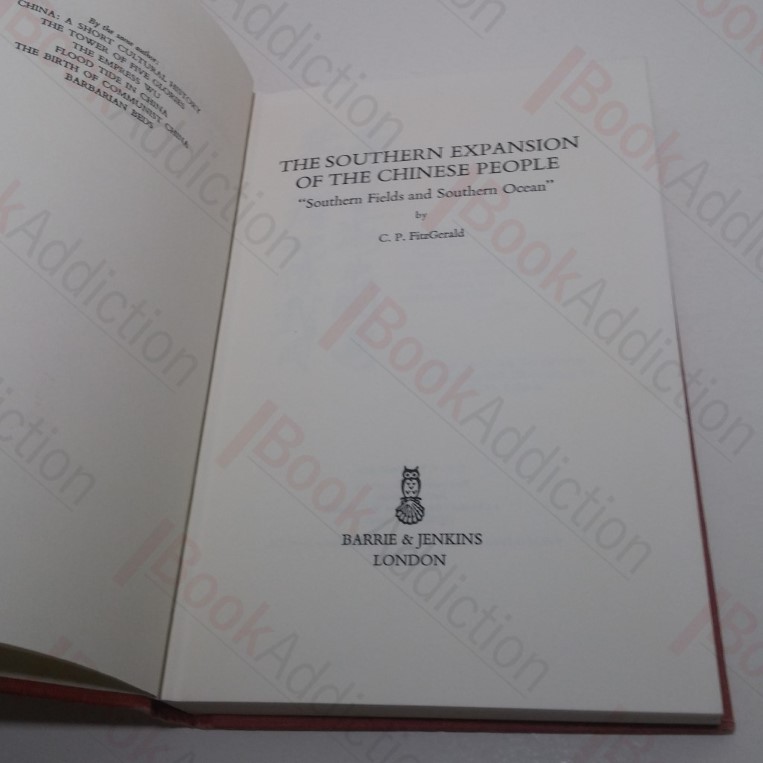 By the same author:
CHINA: A SHORT CULTURAL HISTORY
THE TOWER OF FIVE GLORIES
THE EMPRESS WU
FLOOD TIDE IN CHINA
THE BIRTH OF COMMUNIST CHINA
BARBARIAN BEDS
THE SOUTHERN EXPANSION
OF THE CHINESE PEOPLE
“Southern Fields and Southern Ocean”
by
C. P. FitzGerald
BARRIE & JENKINS
LONDON
BookAddiction